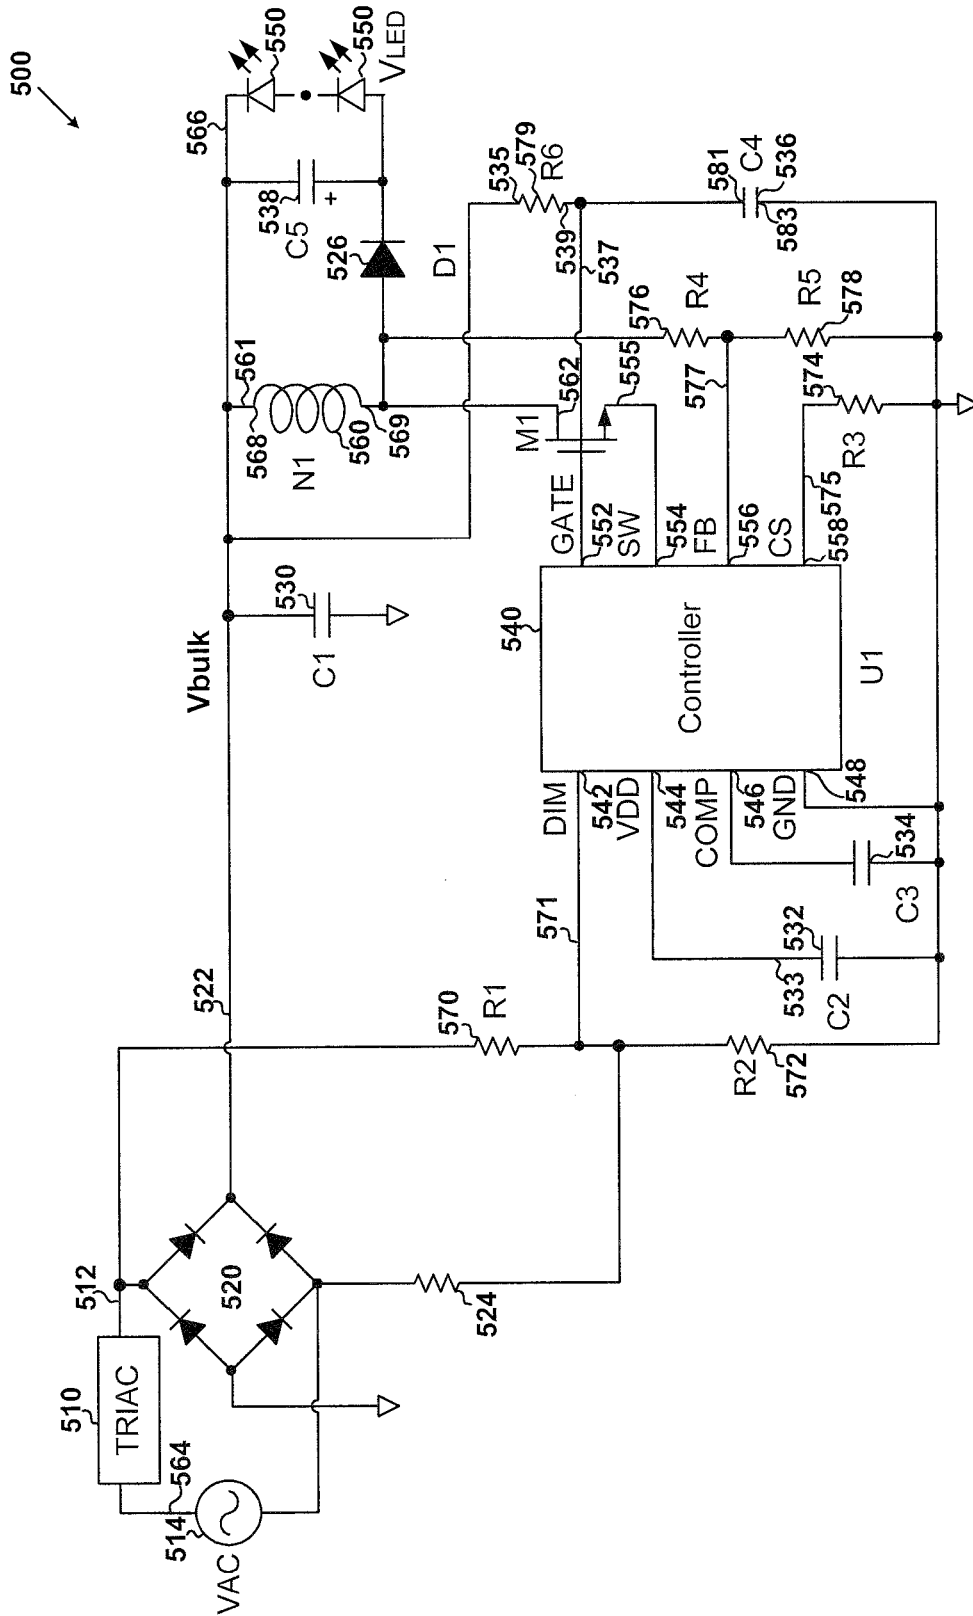 500
566
550
550
VLED
538
C5
+
526
D1
561
568
N1
560
569
535
579
R6
539
537
581
C4
536
583
576
R4
577
R5
578
562
M1
555
574
R3
575
GATE
552
SW
554
FB
556
CS
558
Vbulk
530
C1
540
Controller
U1
DIM
542
VDD
544
COMP
546
GND
548
571
534
C3
532
533
C2
522
570
R1
R2
572
512
520
524
510
TRIAC
564
514
VAC